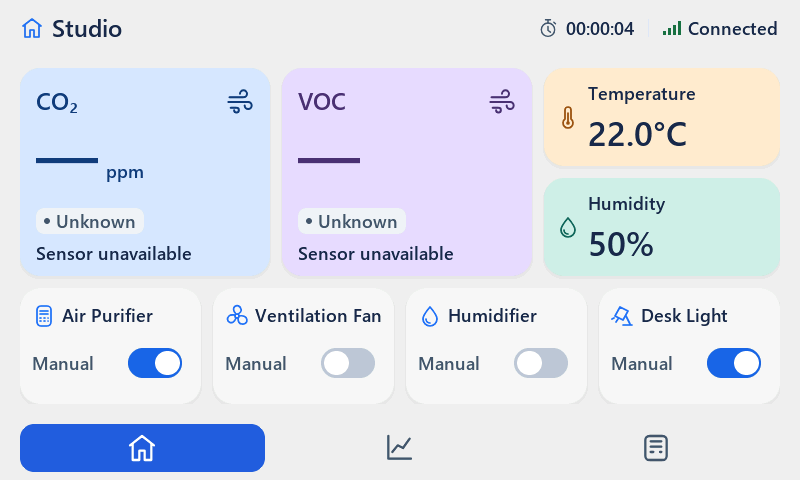 Studio
00:00:04
Connected
CO₂
— ppm
• Unknown
Sensor unavailable
VOC
—
• Unknown
Sensor unavailable
Temperature
22.0°C
Humidity
50%
Air Purifier
Manual
Ventilation Fan
Manual
Humidifier
Manual
Desk Light
Manual